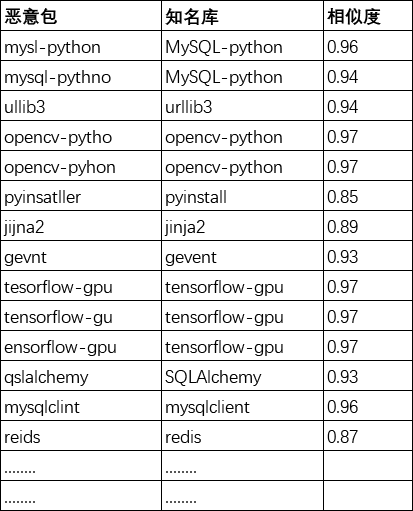 恶意包 知名库 相似度
mysl-python MySQL-python 0.96
mysql-pythno MySQL-python 0.94
ullib3 urllib3 0.94
opencv-pytho opencv-python 0.97
opencv-pyhon opencv-python 0.97
pyinsatller pyinstall 0.85
jijna2 jinja2 0.89
gevnt gevent 0.93
tesorflow-gpu tensorflow-gpu 0.97
tensorflow-gu tensorflow-gpu 0.97
ensorflow-gpu tensorflow-gpu 0.97
qslalchemy SQLAlchemy 0.93
mysqlclint mysqlclient 0.96
reids redis 0.87
........ ........
........ ........